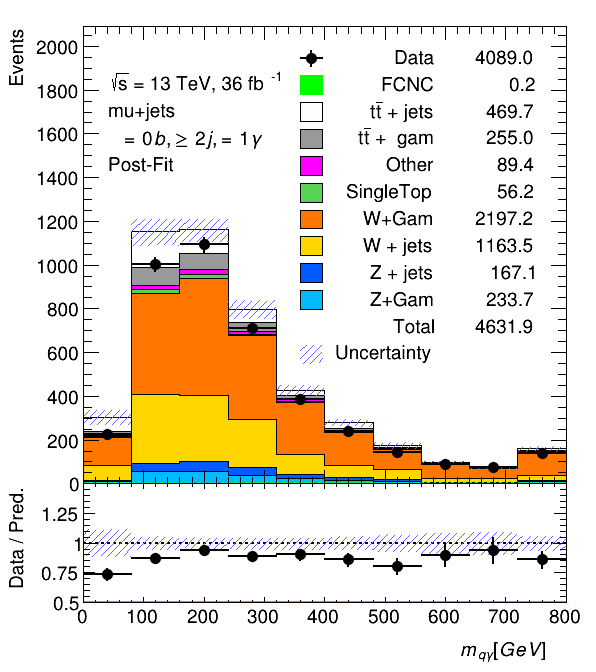 Events
2000
1800
1600
1400
1200
1000
800
600
400
200
0
√s = 13 TeV, 36 fb⁻¹
mu+jets
= 0b, ≥ 2j, = 1γ
Post-Fit
Data 4089.0
FCNC 0.2
tt̄ + jets 469.7
tt̄ + gam 255.0
Other 89.4
SingleTop 56.2
W+Gam 2197.2
W + jets 1163.5
Z + jets 167.1
Z+Gam 233.7
Total 4631.9
Uncertainty
Data / Pred.
1.25
1
0.75
0.5
0 100 200 300 400 500 600 700 800
m_qγ[GeV]